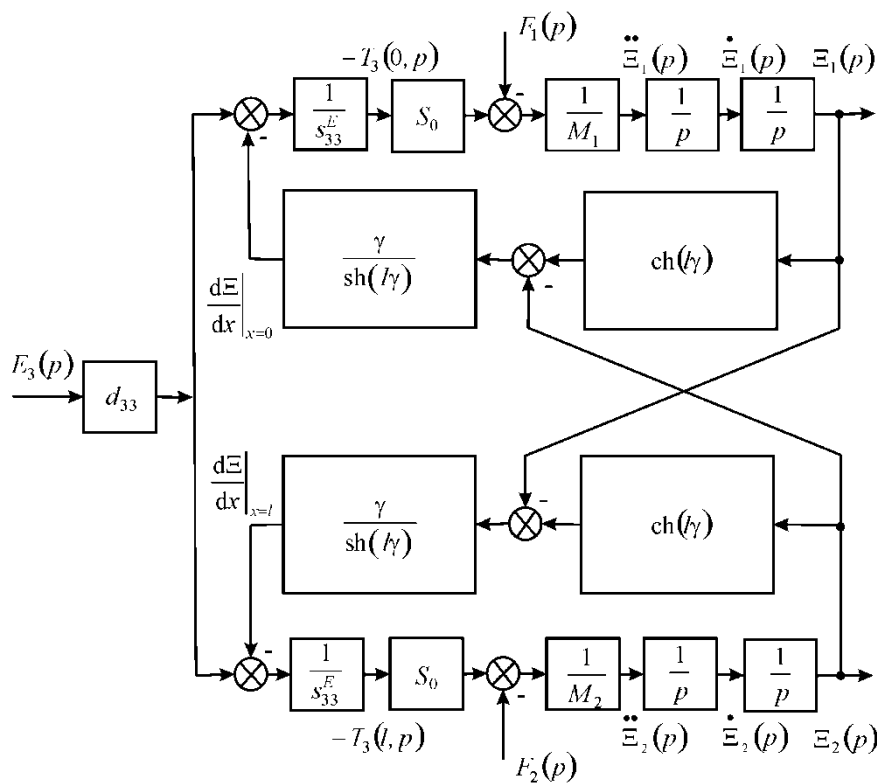 F₁(p)
−T₃(0, p) Ξ̈₁(p) Ξ̇₁(p) Ξ₁(p)
1/s₃₃ᴱ S₀ - 1/M₁ 1/p 1/p
-
γ/sh(lγ) - ch(lγ)
dΞ/dx|ₓ₌₀
E₃(p)
d₃₃
dΞ/dx|ₓ₌ₗ
γ/sh(lγ) - ch(lγ)
-
1/s₃₃ᴱ S₀ - 1/M₂ 1/p 1/p
−T₃(l, p) Ξ̈₂(p) Ξ̇₂(p) Ξ₂(p)
F₂(p)